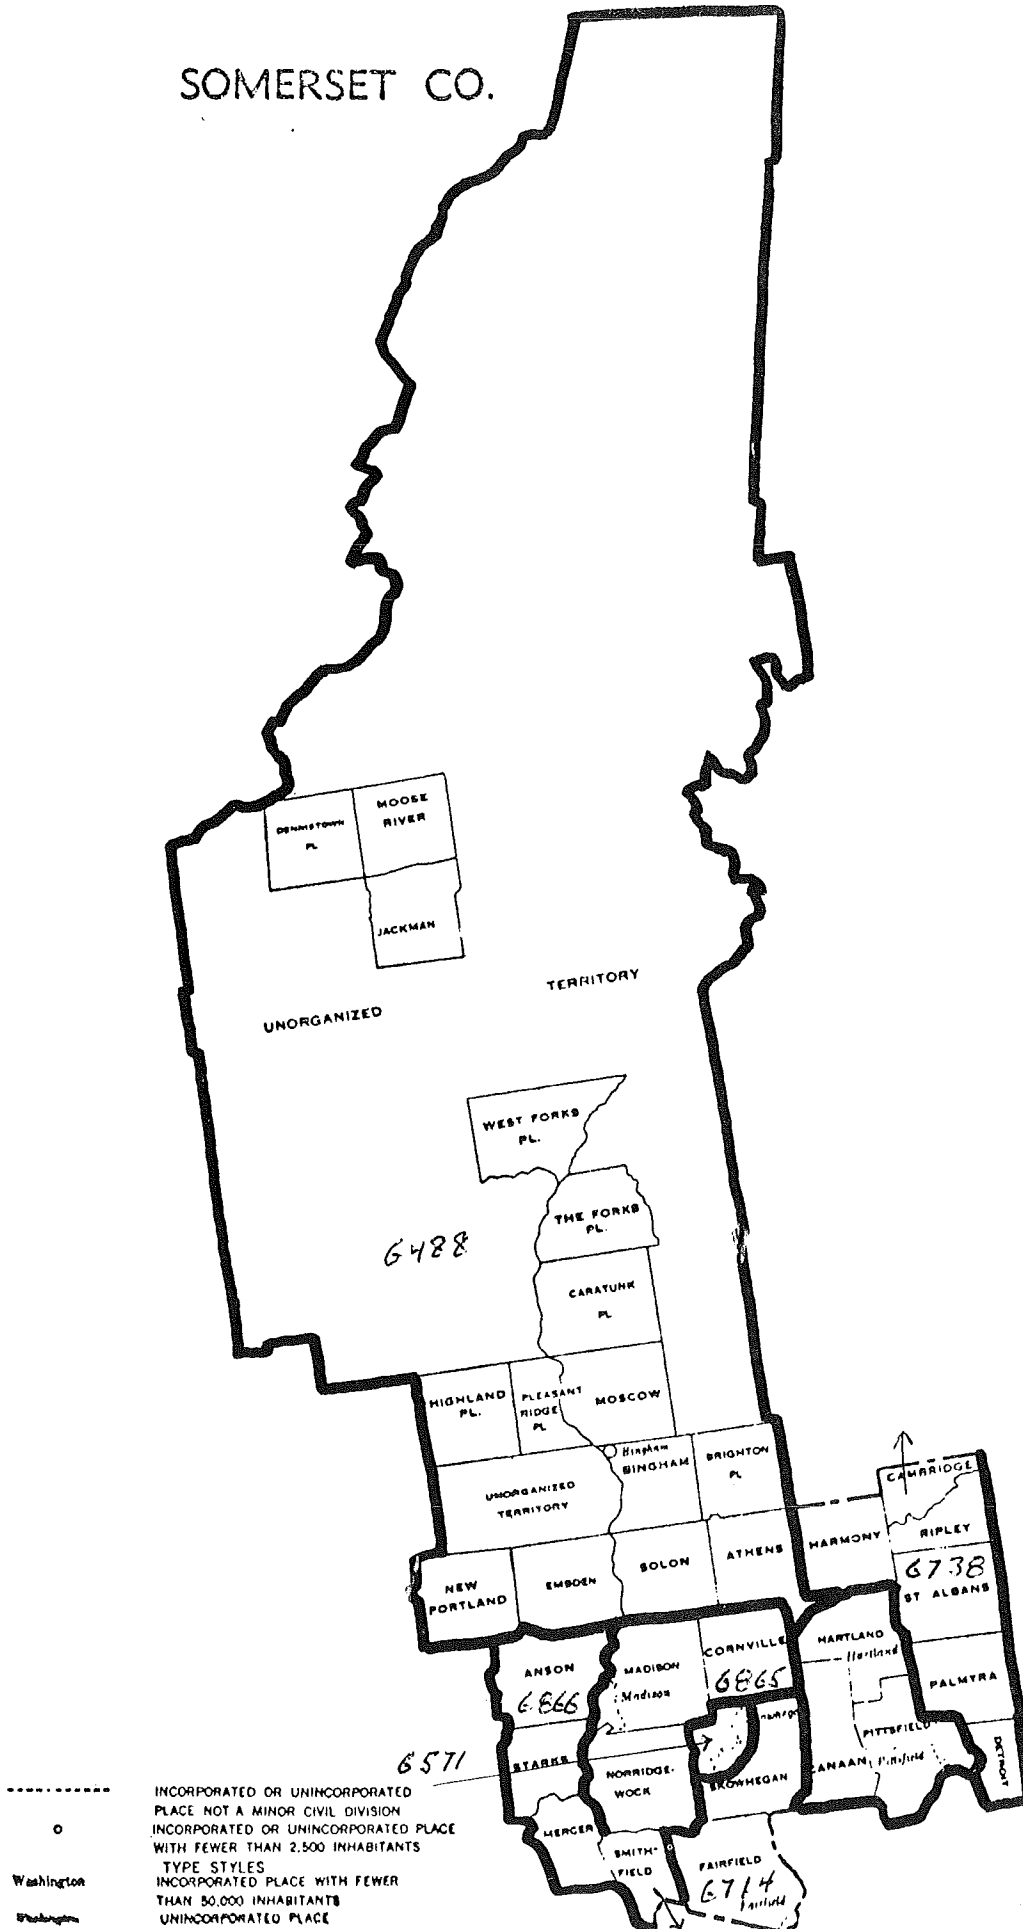 SOMERSET CO.
DENNISTOWN
PL
MOOSE
RIVER
JACKMAN
TERRITORY
UNORGANIZED
WEST FORKS
PL.
THE FORKS
PL.
6488
CARATUNK
PL
HIGHLAND
PL.
PLEASANT
RIDGE
PL
MOSCOW
Bingham
BINGHAM
BRIGHTON
PL
CAMBRIDGE
UNORGANIZED
TERRITORY
HARMONY
RIPLEY
NEW
PORTLAND
EMBDEN
SOLON
ATHENS
6738
ST ALBANS
ANSON
6866
MADISON
Madison
CORNVILLE
6865
HARTLAND
Hartland
PALMYRA
PITTSFIELD
Pittsfield
DETROIT
6571
STARKS
NORRIDGE-
WOCK
SKOWHEGAN
CANAAN
MERCER
SMITH-
FIELD
FAIRFIELD
6714
Fairfield
INCORPORATED OR UNINCORPORATED
PLACE NOT A MINOR CIVIL DIVISION
INCORPORATED OR UNINCORPORATED PLACE
WITH FEWER THAN 2,500 INHABITANTS
TYPE STYLES
Washington INCORPORATED PLACE WITH FEWER
THAN 50,000 INHABITANTS
UNINCORPORATED PLACE